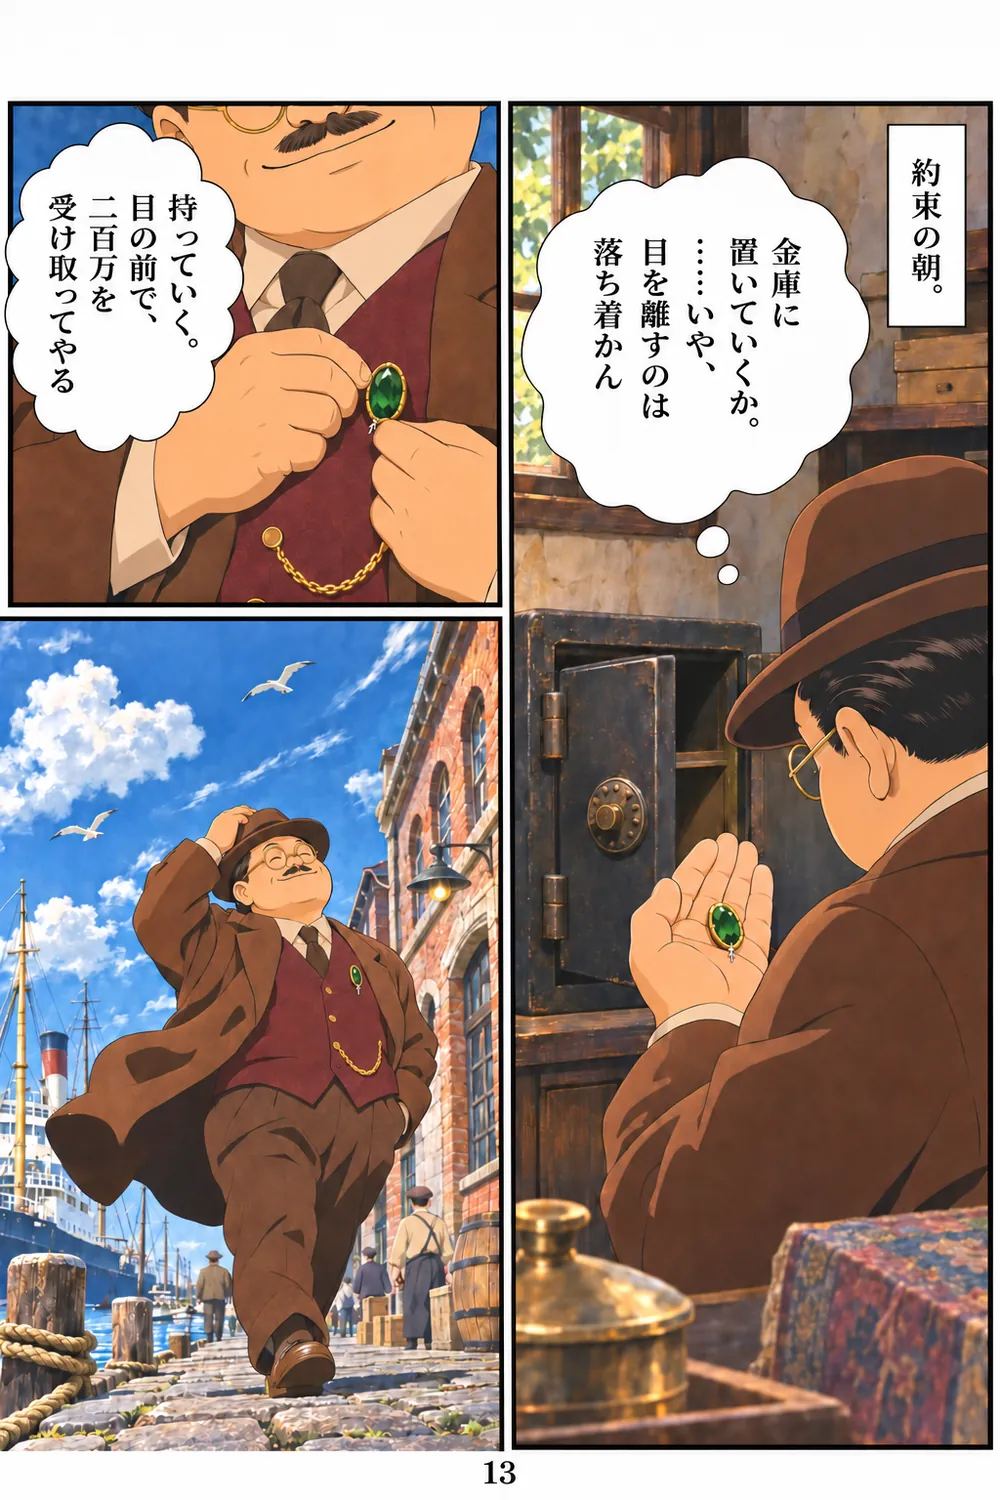 約束の朝。
金庫に
置いていくか。
……いや、
目を離すのは
落ち着かん
持っていく。
目の前で、
二百万を
受け取ってやる
13